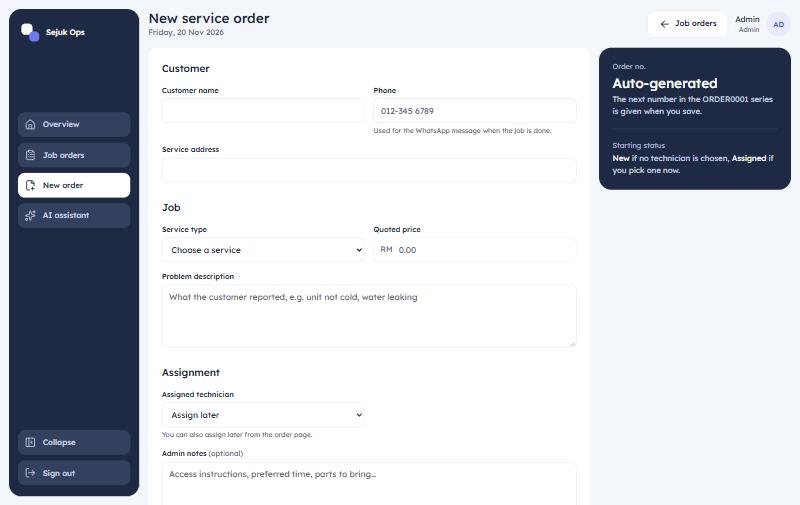 Sejuk Ops
Overview
Job orders
New order
AI assistant
Collapse
Sign out
New service order
Friday, 20 Nov 2026
Job orders
Admin
Admin
AD
Customer
Customer name
Phone
012-345 6789
Used for the WhatsApp message when the job is done.
Service address
Job
Service type
Quoted price
Choose a service
RM 0.00
Problem description
What the customer reported, e.g. unit not cold, water leaking
Assignment
Assigned technician
Assign later
You can also assign later from the order page.
Admin notes (optional)
Access instructions, preferred time, parts to bring...
Order no.
Auto-generated
The next number in the ORDER0001 series
is given when you save.
Starting status
New if no technician is chosen, Assigned if
you pick one now.